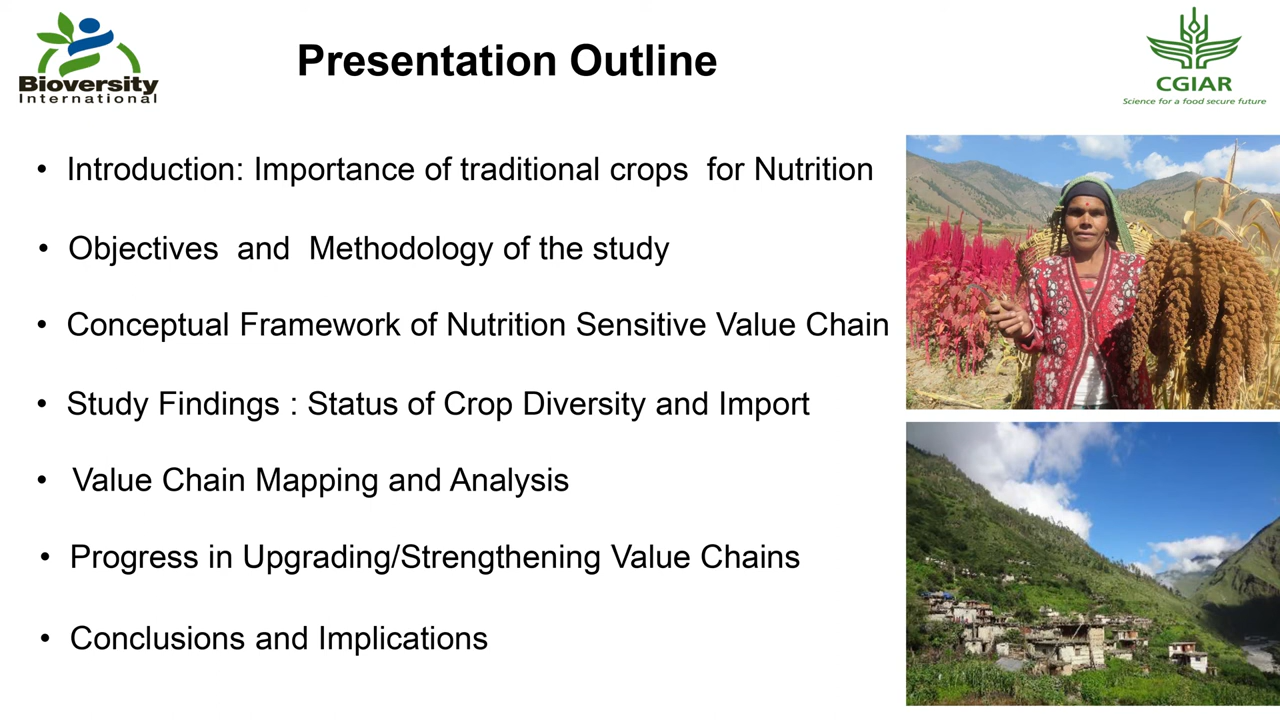 Bioversity
International
Presentation Outline
CGIAR
Science for a food secure future
• Introduction: Importance of traditional crops for Nutrition
• Objectives and Methodology of the study
• Conceptual Framework of Nutrition Sensitive Value Chain
• Study Findings : Status of Crop Diversity and Import
• Value Chain Mapping and Analysis
• Progress in Upgrading/Strengthening Value Chains
• Conclusions and Implications